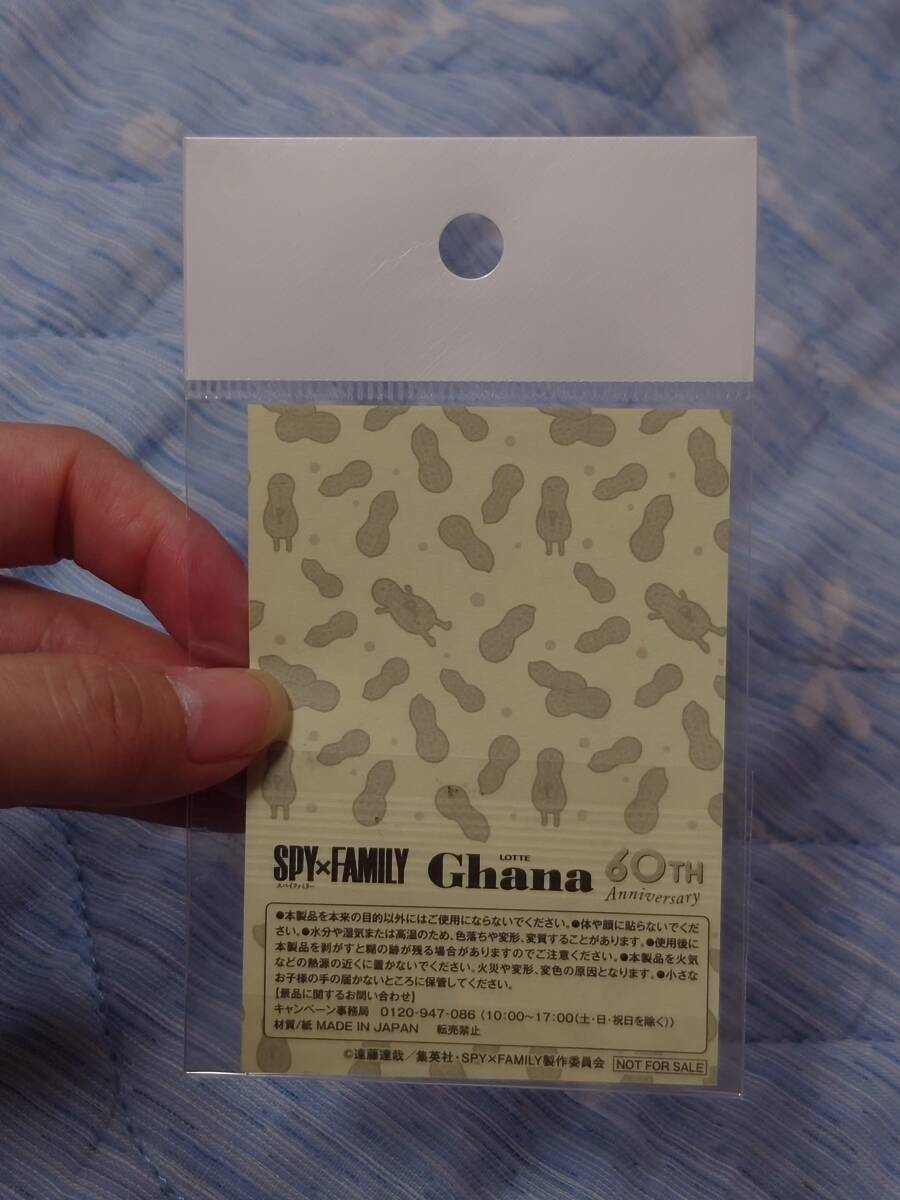 SPY×FAMILY
スパイファミリー
LOTTE
Ghana
60TH
Anniversary
●本製品を本来の目的以外にはご使用にならないでください。●体や顔に貼らないでくだ
さい。●水分や湿気または高温のため、色落ちや変形、変質することがあります。●使用後に
本製品を剥がすと糊の跡が残る場合がありますのでご注意ください。●本製品を火気
などの熱源の近くに置かないでください。火災や変形、変色の原因となります。●小さな
お子様の手の届かないところに保管してください。
【景品に関するお問い合わせ】
キャンペーン事務局 0120-947-086 (10:00~17:00(土・日・祝日を除く))
材質/紙 MADE IN JAPAN 転売禁止
©遠藤達哉/集英社・SPY×FAMILY製作委員会 NOT FOR SALE